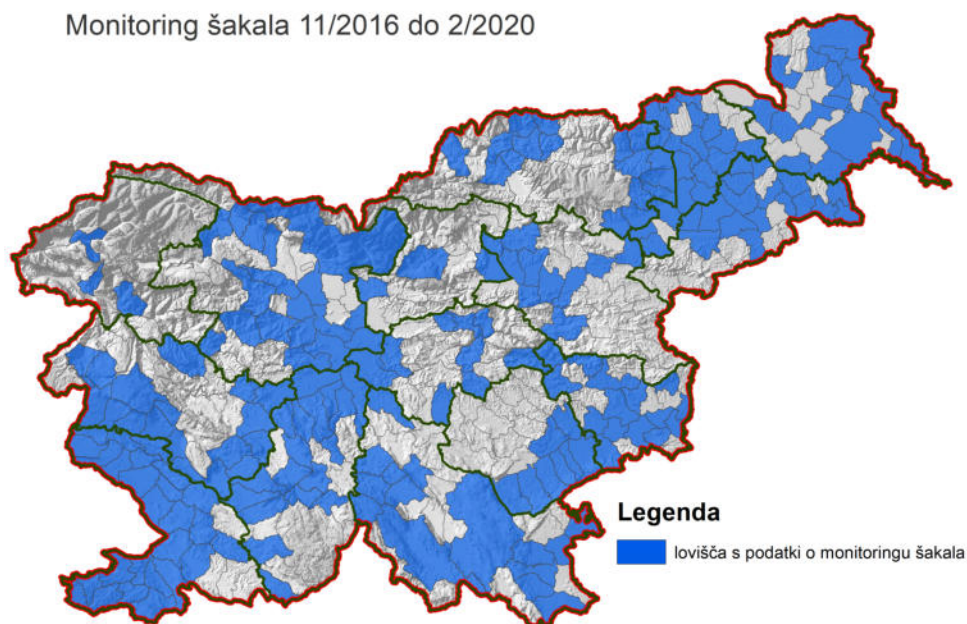 Monitoring šakala 11/2016 do 2/2020
Legenda
lovišča s podatki o monitoringu šakala